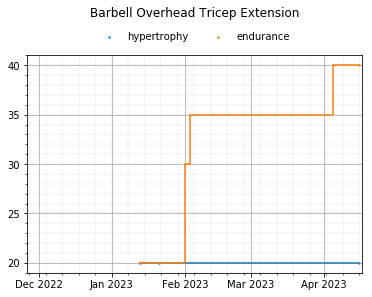 Barbell Overhead Tricep Extension
hypertrophy endurance
40
35
30
25
20
Dec 2022 Jan 2023 Feb 2023 Mar 2023 Apr 2023